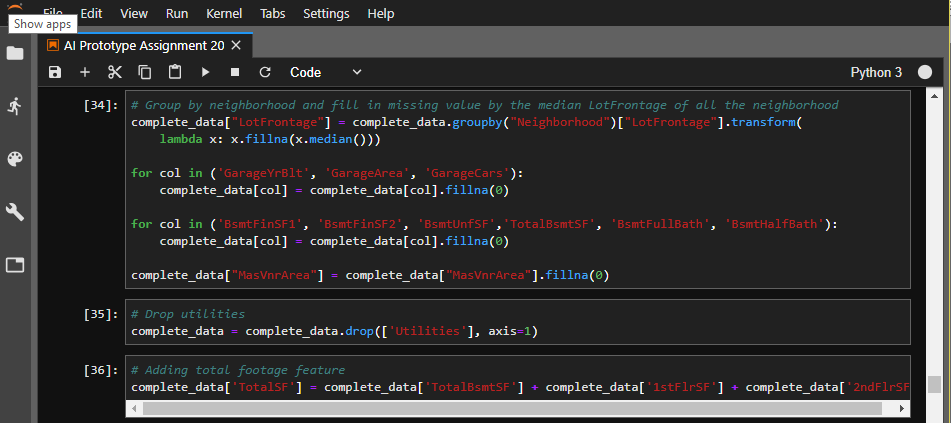 File Edit View Run Kernel Tabs Settings Help
Show apps
AI Prototype Assignment 20
Code
Python 3
[34]:
# Group by neighborhood and fill in missing value by the median LotFrontage of all the neighborhood
complete_data["LotFrontage"] = complete_data.groupby("Neighborhood")["LotFrontage"].transform(
    lambda x: x.fillna(x.median()))
for col in ('GarageYrBlt', 'GarageArea', 'GarageCars'):
    complete_data[col] = complete_data[col].fillna(0)
for col in ('BsmtFinSF1', 'BsmtFinSF2', 'BsmtUnfSF','TotalBsmtSF', 'BsmtFullBath', 'BsmtHalfBath'):
    complete_data[col] = complete_data[col].fillna(0)
complete_data["MasVnrArea"] = complete_data["MasVnrArea"].fillna(0)
[35]:
# Drop utilities
complete_data = complete_data.drop(['Utilities'], axis=1)
[36]:
# Adding total footage feature
complete_data['TotalSF'] = complete_data['TotalBsmtSF'] + complete_data['1stFlrSF'] + complete_data['2ndFlrSF